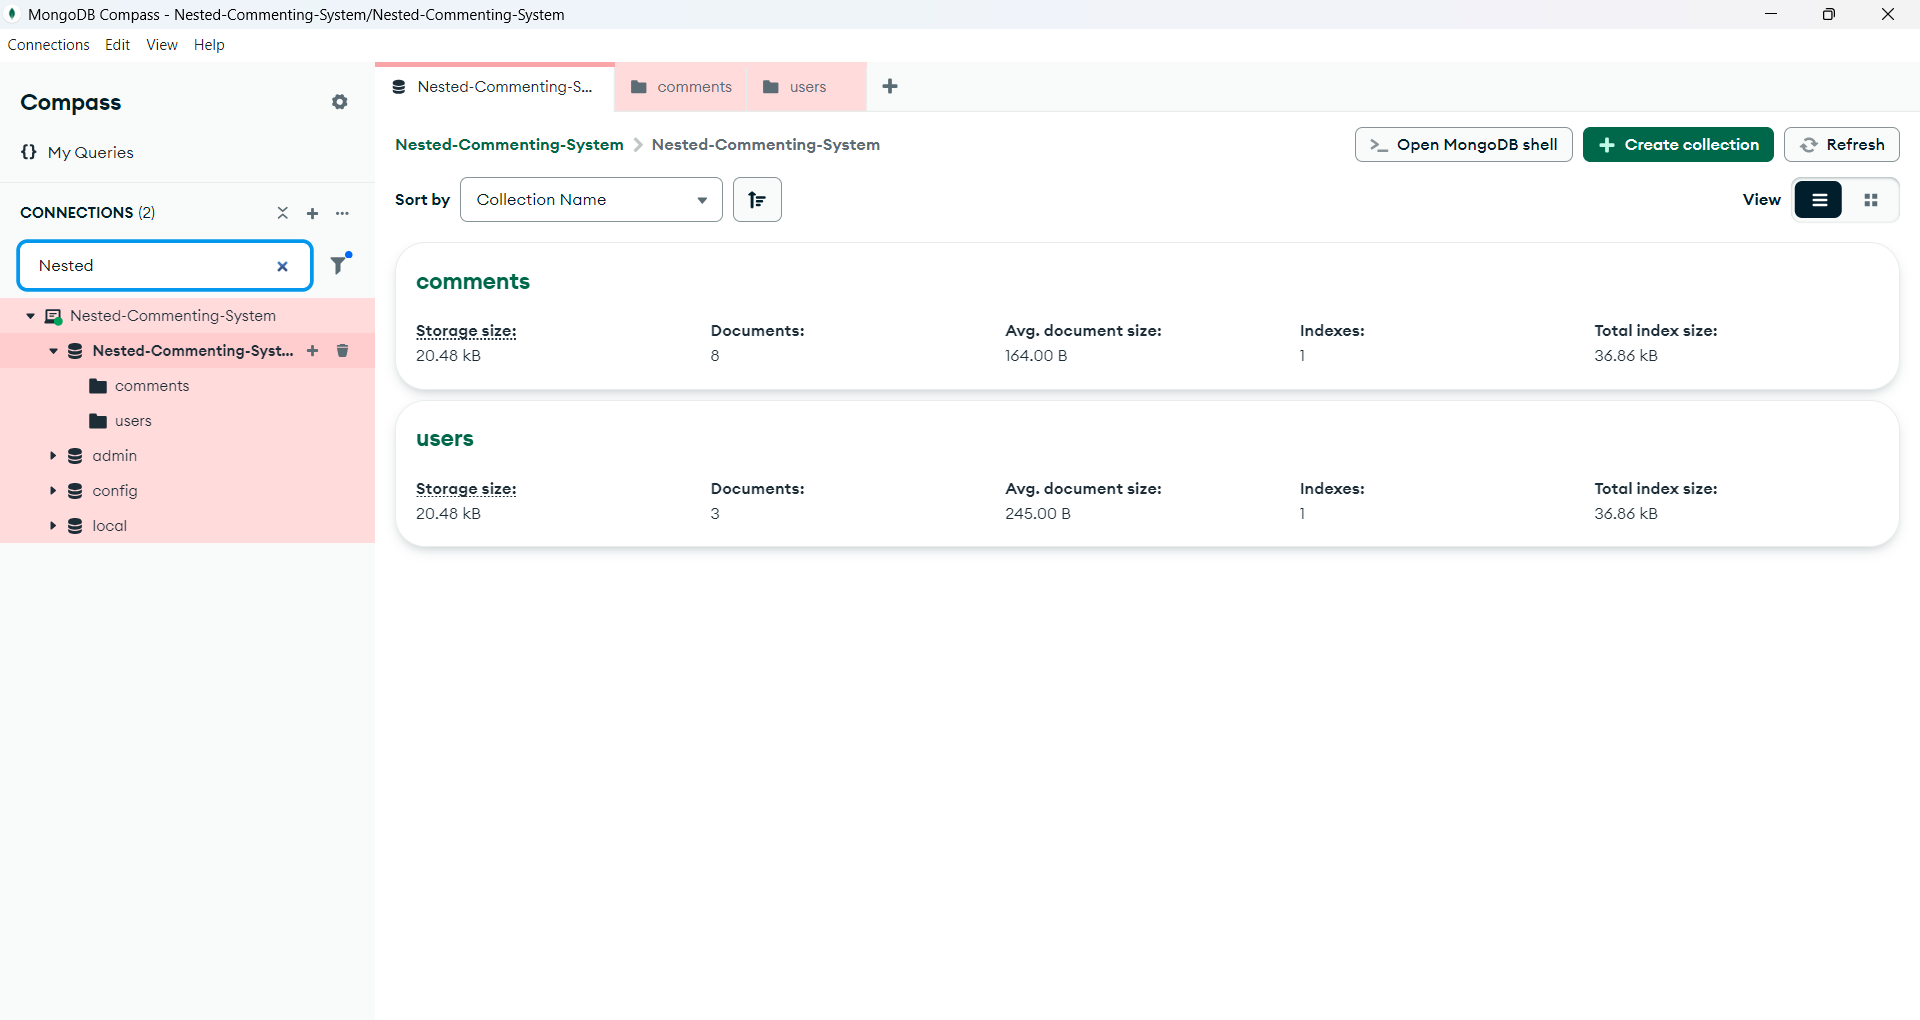 MongoDB Compass - Nested-Commenting-System/Nested-Commenting-System
Connections Edit View Help
Compass
{} My Queries
CONNECTIONS (2)
Nested
Nested-Commenting-System
Nested-Commenting-Syst...
comments
users
admin
config
local
Nested-Commenting-S... comments users
Nested-Commenting-System > Nested-Commenting-System
>_ Open MongoDB shell + Create collection Refresh
Sort by Collection Name View
comments
Storage size: Documents: Avg. document size: Indexes: Total index size:
20.48 kB 8 164.00 B 1 36.86 kB
users
Storage size: Documents: Avg. document size: Indexes: Total index size:
20.48 kB 3 245.00 B 1 36.86 kB